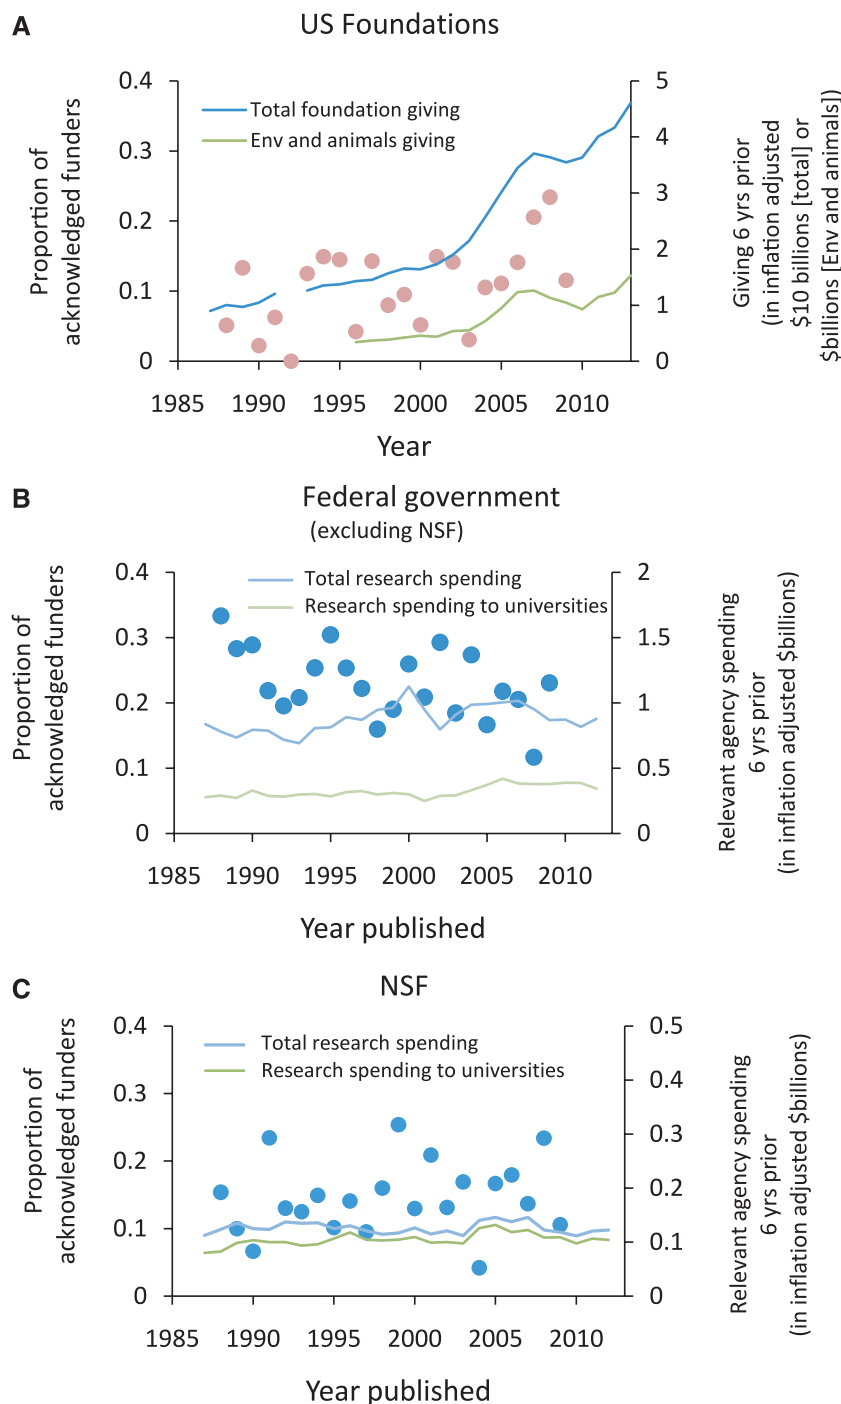 A
US Foundations
Proportion of
acknowledged funders
0.4
0.3
0.2
0.1
0
Total foundation giving
Env and animals giving
5
4
3
2
1
0
Giving 6 yrs prior
(in inflation adjusted
$10 billions [total] or
$billions [Env and animals])
1985 1990 1995 2000 2005 2010
Year
B
Federal government
(excluding NSF)
Proportion of
acknowledged funders
0.4
0.3
0.2
0.1
0
Total research spending
Research spending to universities
2
1.5
1
0.5
0
Relevant agency spending
6 yrs prior
(in inflation adjusted $billions)
1985 1990 1995 2000 2005 2010
Year published
C
NSF
Proportion of
acknowledged funders
0.4
0.3
0.2
0.1
0
Total research spending
Research spending to universities
0.5
0.4
0.3
0.2
0.1
0
Relevant agency spending
6 yrs prior
(in inflation adjusted $billions)
1985 1990 1995 2000 2005 2010
Year published